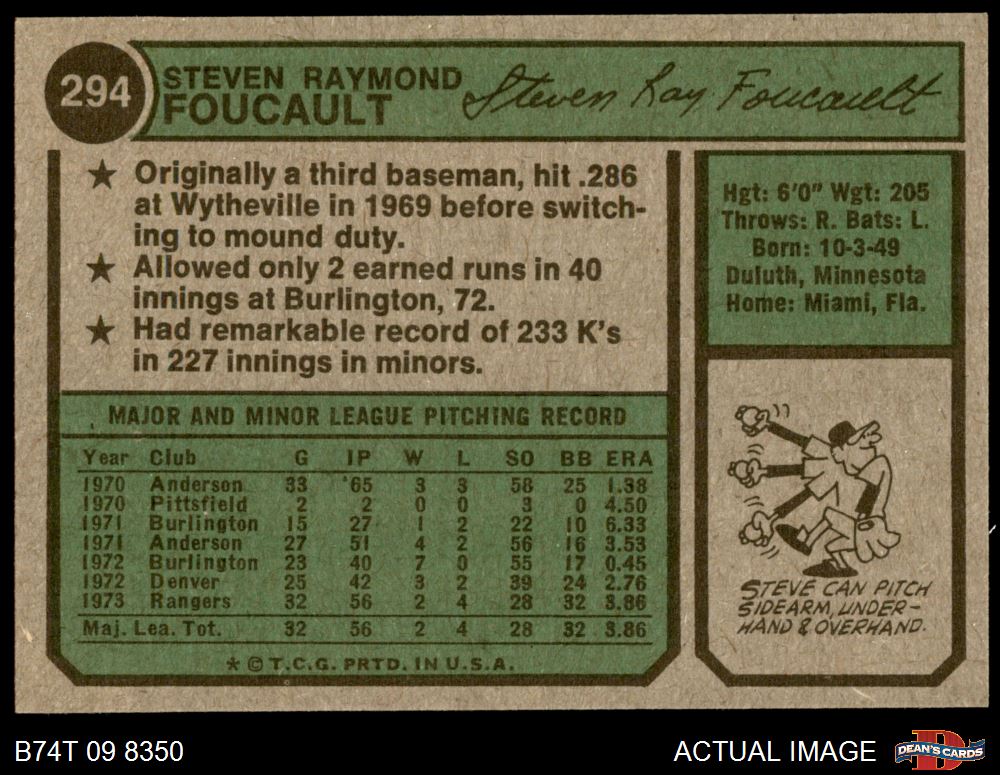 294
STEVEN RAYMOND
FOUCAULT
Steven Ray Foucault
★ Originally a third baseman, hit .286
at Wytheville in 1969 before switch-
ing to mound duty.
★ Allowed only 2 earned runs in 40
innings at Burlington, 72.
★ Had remarkable record of 233 K's
in 227 innings in minors.
Hgt: 6'0" Wgt: 205
Throws: R. Bats: L.
Born: 10-3-49
Duluth, Minnesota
Home: Miami, Fla.
MAJOR AND MINOR LEAGUE PITCHING RECORD
Year Club G IP W L SO BB ERA
1970 Anderson 33 65 3 3 58 25 1.38
1970 Pittsfield 2 2 0 0 3 0 4.50
1971 Burlington 15 27 1 2 22 10 6.33
1971 Anderson 27 51 4 2 56 16 3.53
1972 Burlington 23 40 7 0 55 17 0.45
1972 Denver 25 42 3 2 39 24 2.76
1973 Rangers 32 56 2 4 28 32 3.86
Maj. Lea. Tot. 32 56 2 4 28 32 3.86
* © T.C.G. PRTD. IN U.S.A.
STEVE CAN PITCH
SIDEARM, UNDER-
HAND & OVERHAND.
B74T 09 8350
ACTUAL IMAGE
D
DEAN'S CARDS